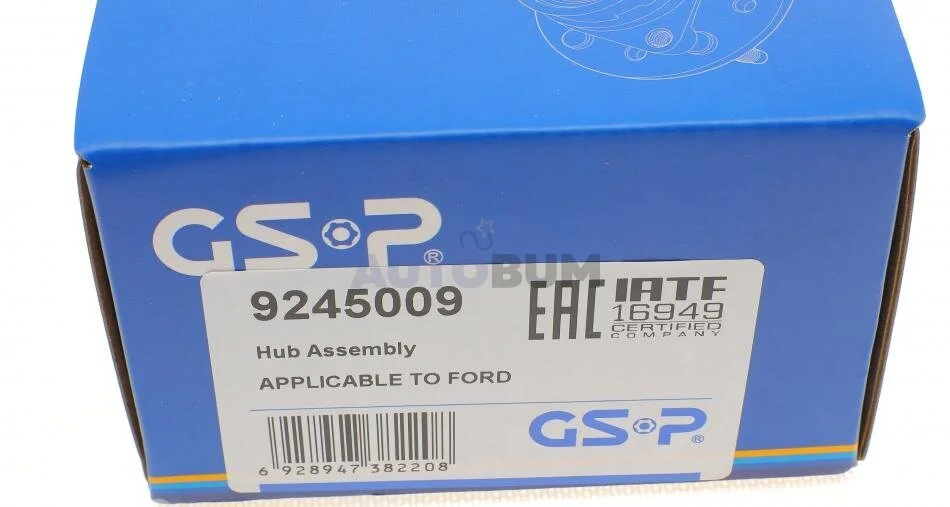 GSP®
AUTOBUM
9245009
EAC
IATF
16949
CERTIFIED
COMPANY
Hub Assembly
APPLICABLE TO FORD
GSP®
6 928947 382208